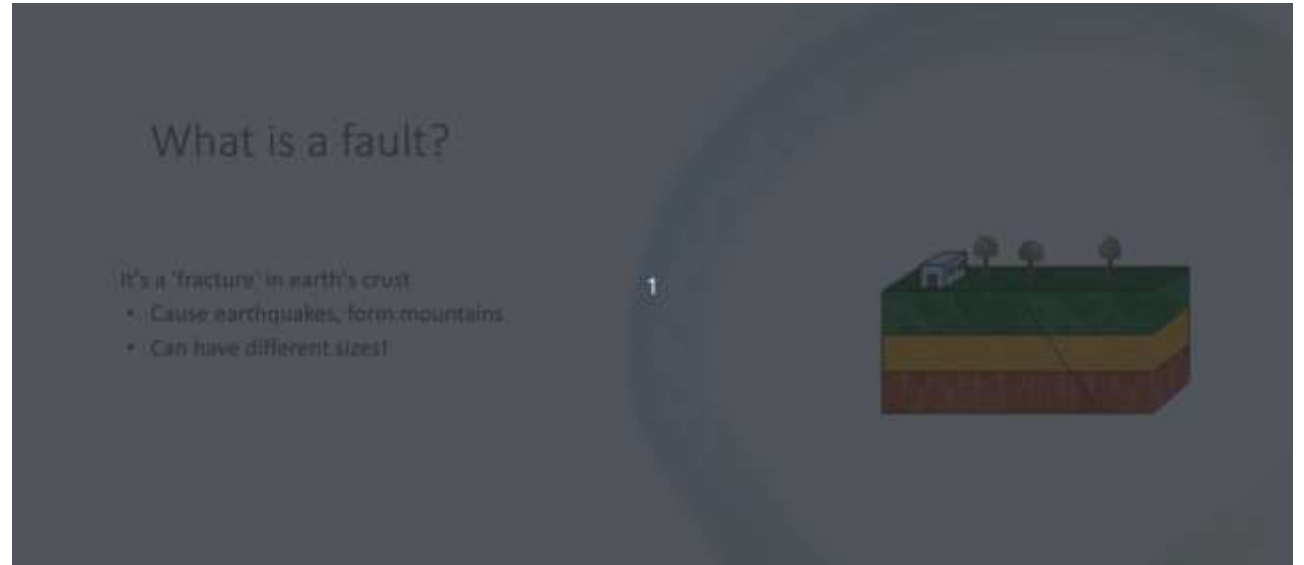 What is a fault?
It's a 'fracture' in earth's crust
• Cause earthquakes, form mountains
• Can have different sizes!
1